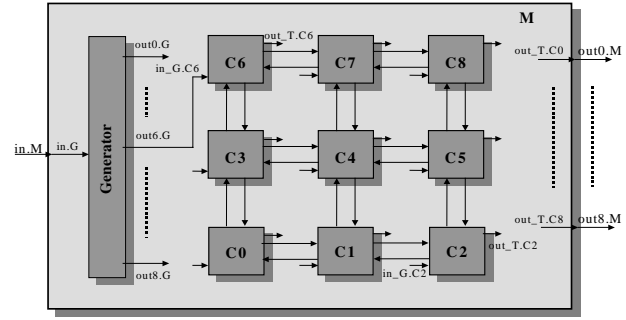 M
out_T.C6
out0.G
in_G.C6
C6
C7
C8
out_T.C0
out0.M
in.M
in.G
Generator
out6.G
C3
C4
C5
out_T.C8
out8.M
C0
C1
C2
out_T.C2
in_G.C2
out8.G